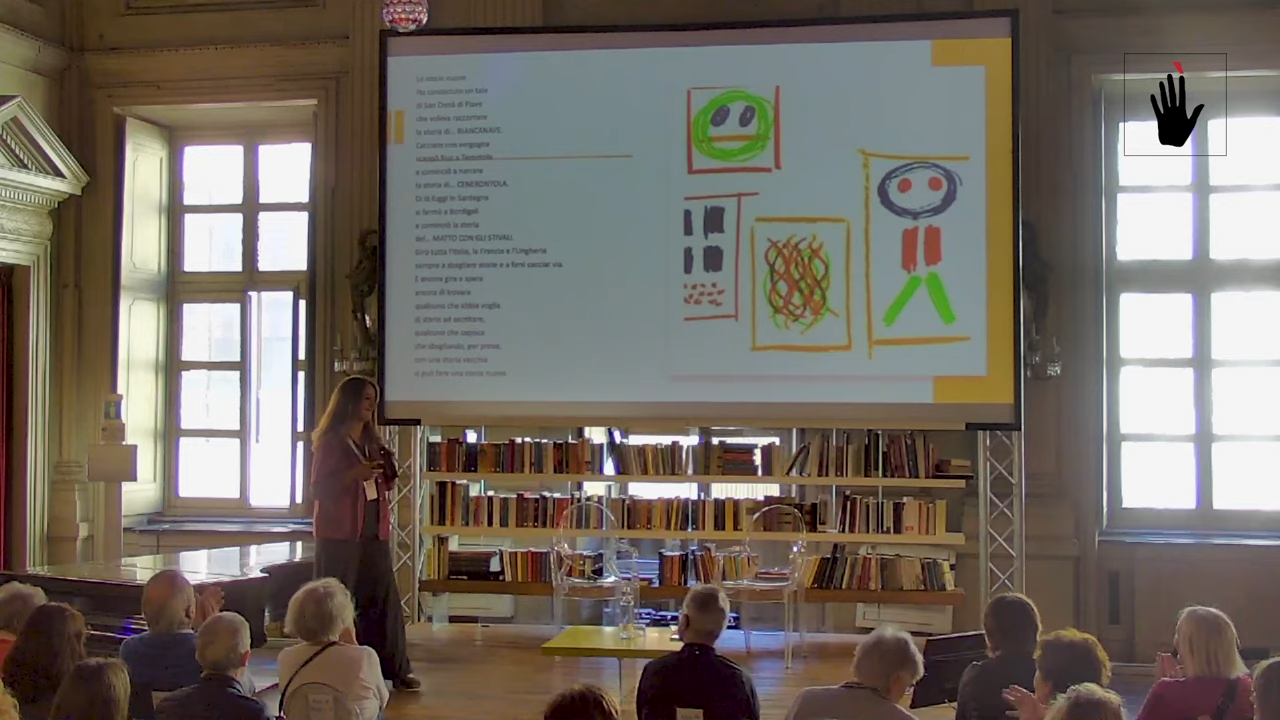 Le storie nuove
Ho conosciuto un tale
di San Donà di Piave
che voleva raccontare
la storia di... BIANCANAVE.
Cacciato con vergogna
scappò fino a
e cominciò a narrare
la storia di... CENERONTOLA.
Di là fuggì in Sardegna
si fermò a Bordigali
e cominciò la storia
del... MATTO CON GLI STIVALI.
Girò tutta l'Italia, la Francia e l'Ungheria
sempre a sbagliare storie e a farsi cacciar via.
E ancora gira e spera
ancora di trovare
qualcuno che abbia voglia
di storie ad ascoltare,
qualcuno che capisca
che sbagliando, per prova,
con una storia vecchia
si può fare una storia nuova.